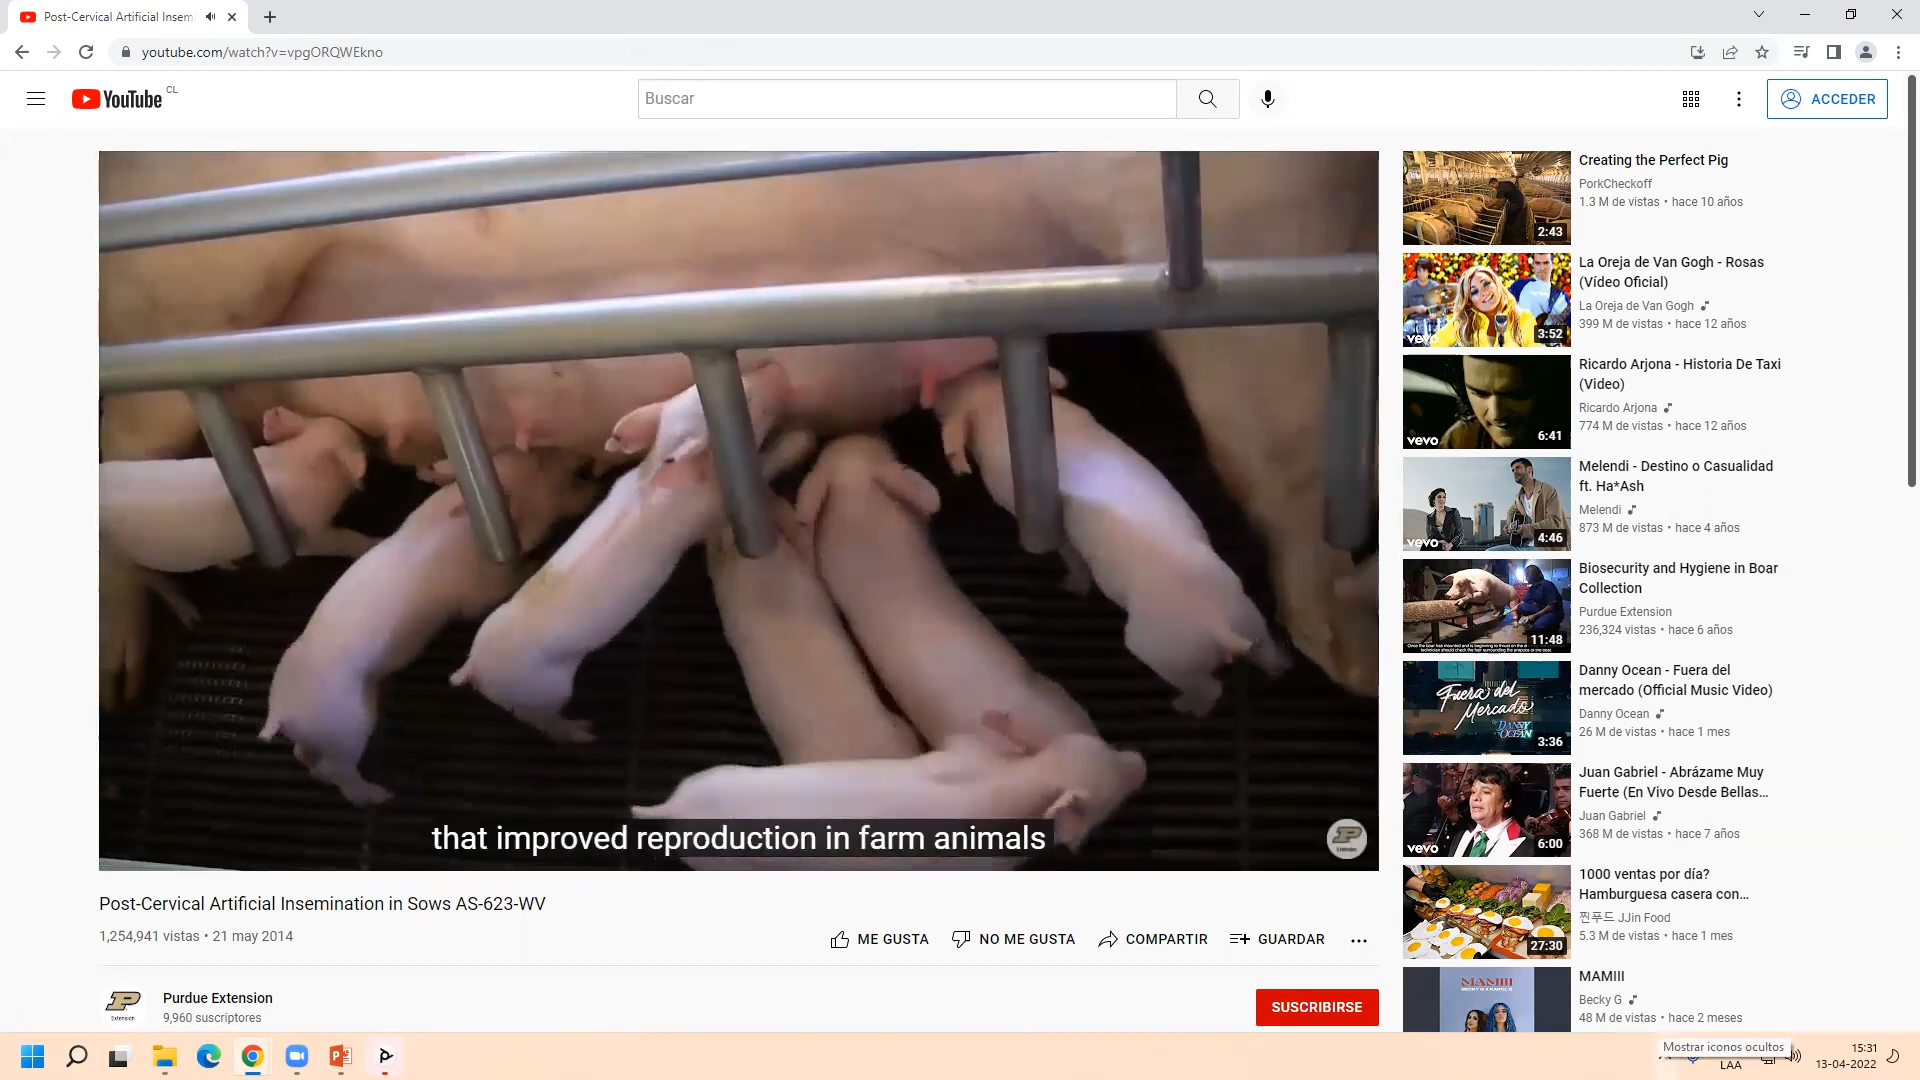 Post-Cervical Artificial Insem
youtube.com/watch?v=vpgORQWEkno
YouTube CL
Buscar
ACCEDER
that improved reproduction in farm animals
P
Extension
Post-Cervical Artificial Insemination in Sows AS-623-WV
1,254,941 vistas • 21 may 2014
ME GUSTA
NO ME GUSTA
COMPARTIR
GUARDAR
P
Extension
Purdue Extension
9,960 suscriptores
SUSCRIBIRSE
2:43
Creating the Perfect Pig
PorkCheckoff
1.3 M de vistas • hace 10 años
vevo
3:52
La Oreja de Van Gogh - Rosas
(Vídeo Oficial)
La Oreja de Van Gogh
399 M de vistas • hace 12 años
vevo
6:41
Ricardo Arjona - Historia De Taxi
(Video)
Ricardo Arjona
774 M de vistas • hace 12 años
vevo
4:46
Melendi - Destino o Casualidad
ft. Ha*Ash
Melendi
873 M de vistas • hace 4 años
11:48
Biosecurity and Hygiene in Boar
Collection
Purdue Extension
236,324 vistas • hace 6 años
Fuera del
Mercado
DANNY
OCEAN
3:36
Danny Ocean - Fuera del
mercado (Official Music Video)
Danny Ocean
26 M de vistas • hace 1 mes
vevo
6:00
Juan Gabriel - Abrázame Muy
Fuerte (En Vivo Desde Bellas...
Juan Gabriel
368 M de vistas • hace 7 años
27:30
1000 ventas por día?
Hamburguesa casera con...
찐푸드 JJin Food
5.3 M de vistas • hace 1 mes
MAMIII
BECKY G X KAROL G
MAMIII
Becky G
48 M de vistas • hace 2 meses
Mostrar iconos ocultos
LAA
15:31
13-04-2022